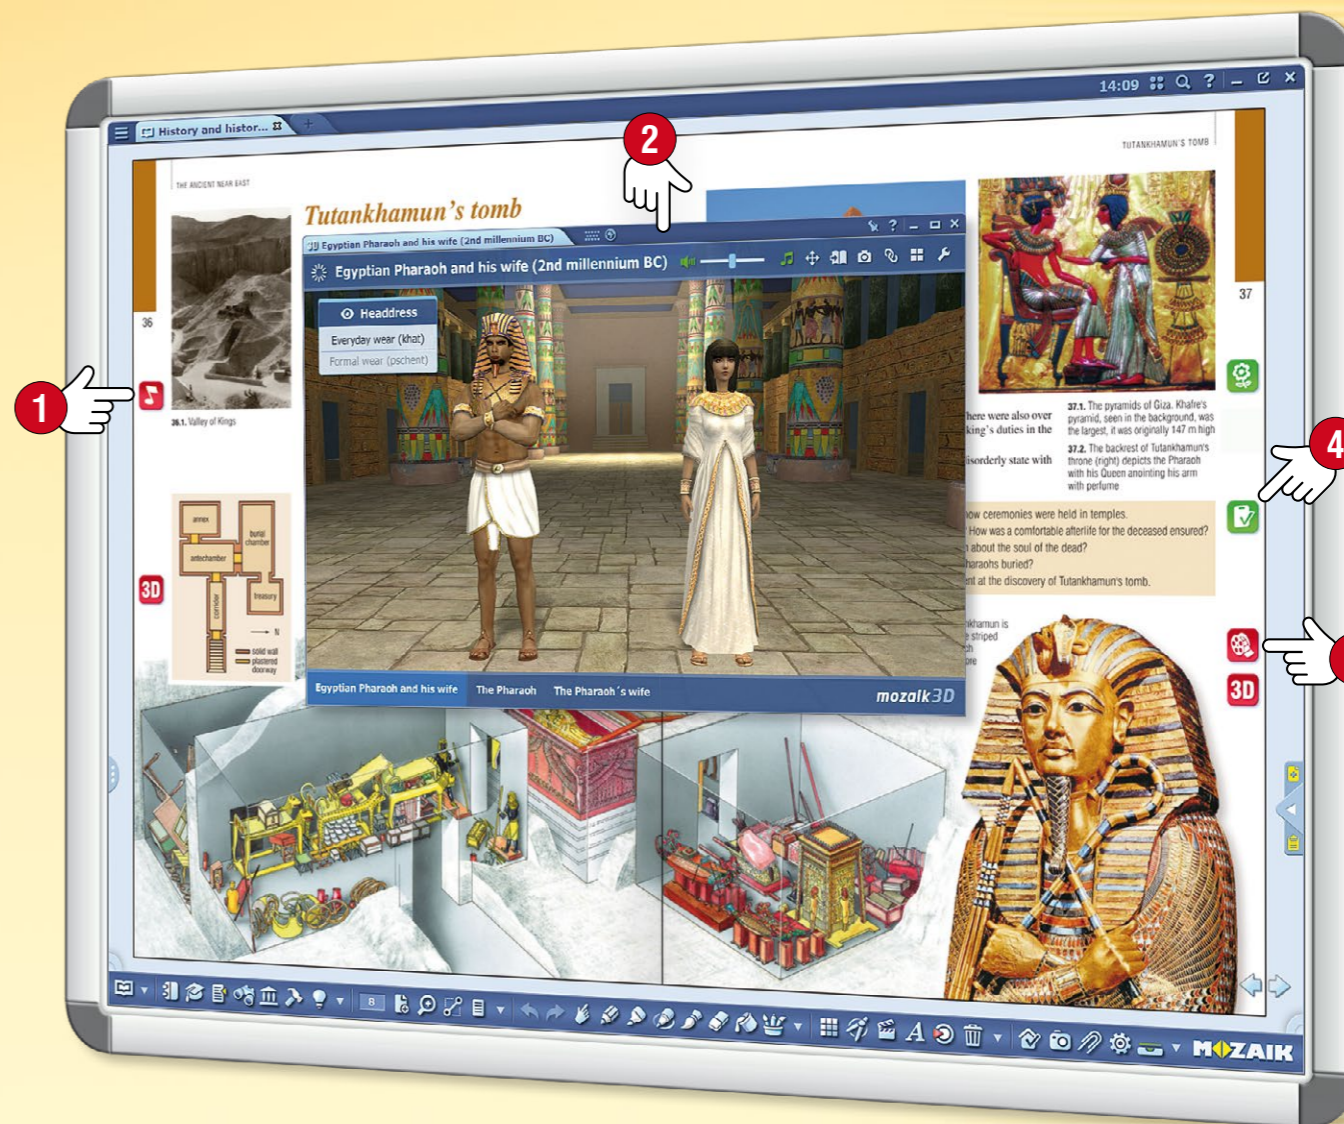 14:09
History and histor...
THE ANCIENT NEAR EAST
TUTANKHAMUN'S TOMB
Tutankhamun's tomb
36
37
1
2
4
Egyptian Pharaoh and his wife (2nd millennium BC)
Egyptian Pharaoh and his wife (2nd millennium BC)
Headdress
Everyday wear (khat)
Formal wear (pschent)
36.1. Valley of Kings
annex
burial
chamber
antechamber
corridor
treasury
N
solid wall
plastered
doorway
3D
here were also over
king's duties in the
isorderly state with
37.1. The pyramids of Giza. Khafre's
pyramid, seen in the background, was
the largest, it was originally 147 m high
37.2. The backrest of Tutankhamun's
throne (right) depicts the Pharaoh
with his Queen anointing his arm
with perfume
ow ceremonies were held in temples.
How was a comfortable afterlife for the deceased ensured?
about the soul of the dead?
haraohs buried?
nt at the discovery of Tutankhamun's tomb.
nkhamun is
e striped
ch
ore
3D
Egyptian Pharaoh and his wife
The Pharaoh
The Pharaoh´s wife
mozaik3D
8
A
MOZAIK